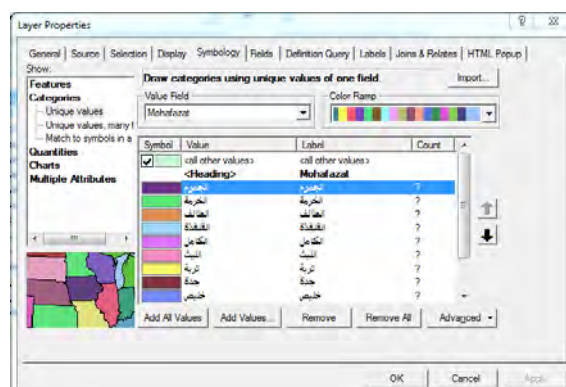 Layer Properties
General Source Selection Display Symbology Fields Definition Query Labels Joins & Relates HTML Popup
Show:
Features
Categories
Unique values
Unique values, many f
Match to symbols in a
Quantities
Charts
Multiple Attributes
Draw categories using unique values of one field.
Import...
Value Field
Color Ramp
Mohafazat
Symbol Value Label Count
<all other values> <all other values>
<Heading> Mohafazat
الجموم الجموم ?
الخرمة الخرمة ?
الطائف الطائف ?
القنفذة القنفذة ?
الكامل الكامل ?
الليث الليث ?
تربة تربة ?
جدة جدة ?
خليص خليص ?
Add All Values Add Values... Remove Remove All Advanced
OK Cancel Apply